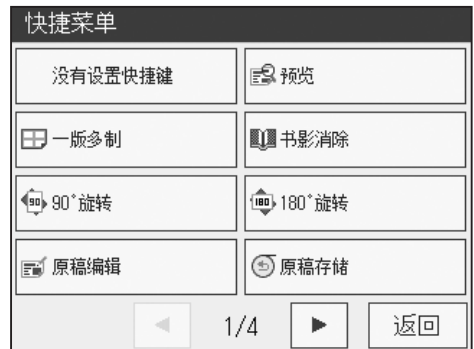 快捷菜单
没有设置快捷键
预览
一版多制
书影消除
90 90°旋转
180 180°旋转
原稿编辑
原稿存储
1/4
返回